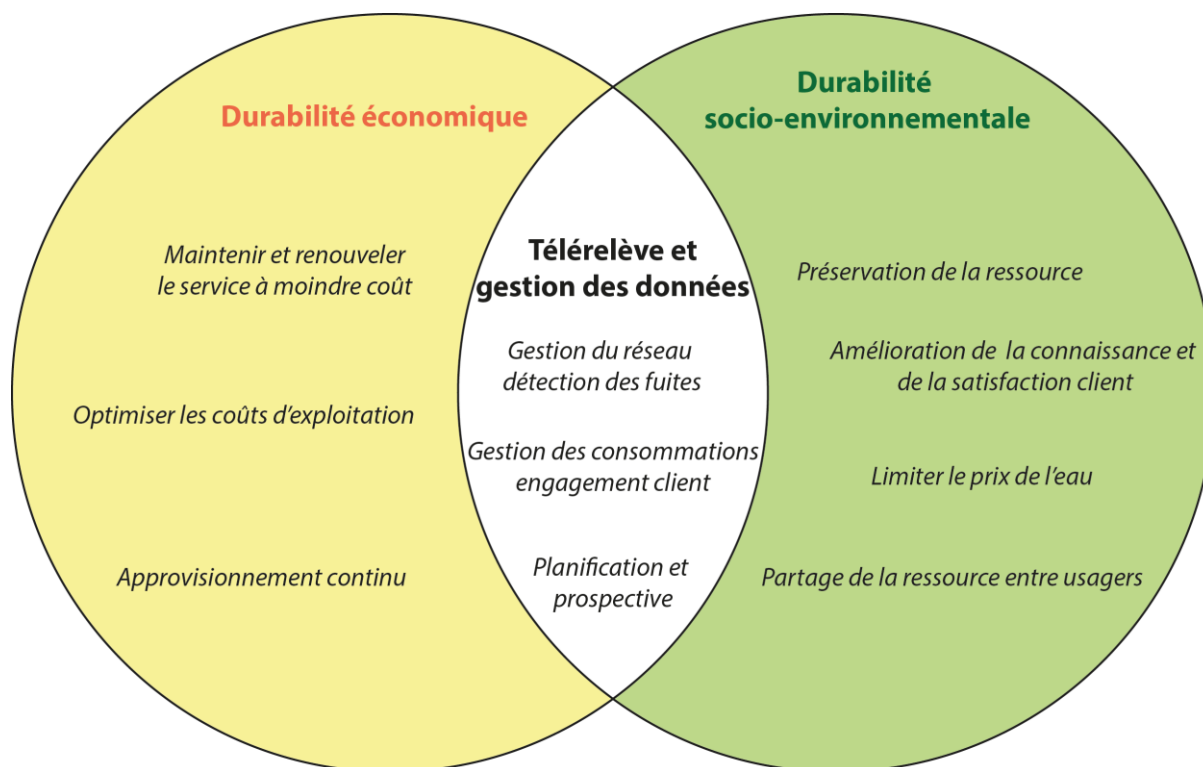 Durabilité économique
Maintenir et renouveler
le service à moindre coût
Optimiser les coûts d’exploitation
Approvisionnement continu
Télérelève et
gestion des données
Gestion du réseau
détection des fuites
Gestion des consommations
engagement client
Planification et
prospective
Durabilité
socio-environnementale
Préservation de la ressource
Amélioration de la connaissance et
de la satisfaction client
Limiter le prix de l’eau
Partage de la ressource entre usagers